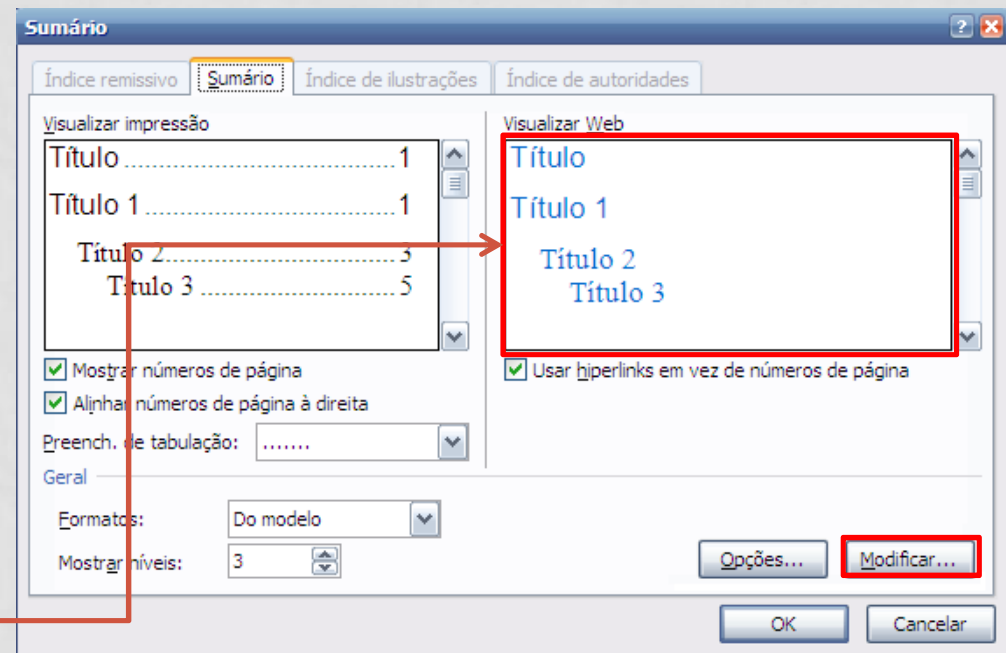 Sumário
Índice remissivo Sumário Índice de ilustrações Índice de autoridades
Visualizar impressão
Título....................................1
Título 1...................................1
Título 2.............................. 3
Título 3 ......................... 5
Visualizar Web
Título
Título 1
Título 2
Título 3
Mostrar números de página
Alinhar números de página à direita
Preench. de tabulação: .......
Usar hiperlinks em vez de números de página
Geral
Formatos: Do modelo
Mostrar níveis: 3
Opções... Modificar...
OK Cancelar